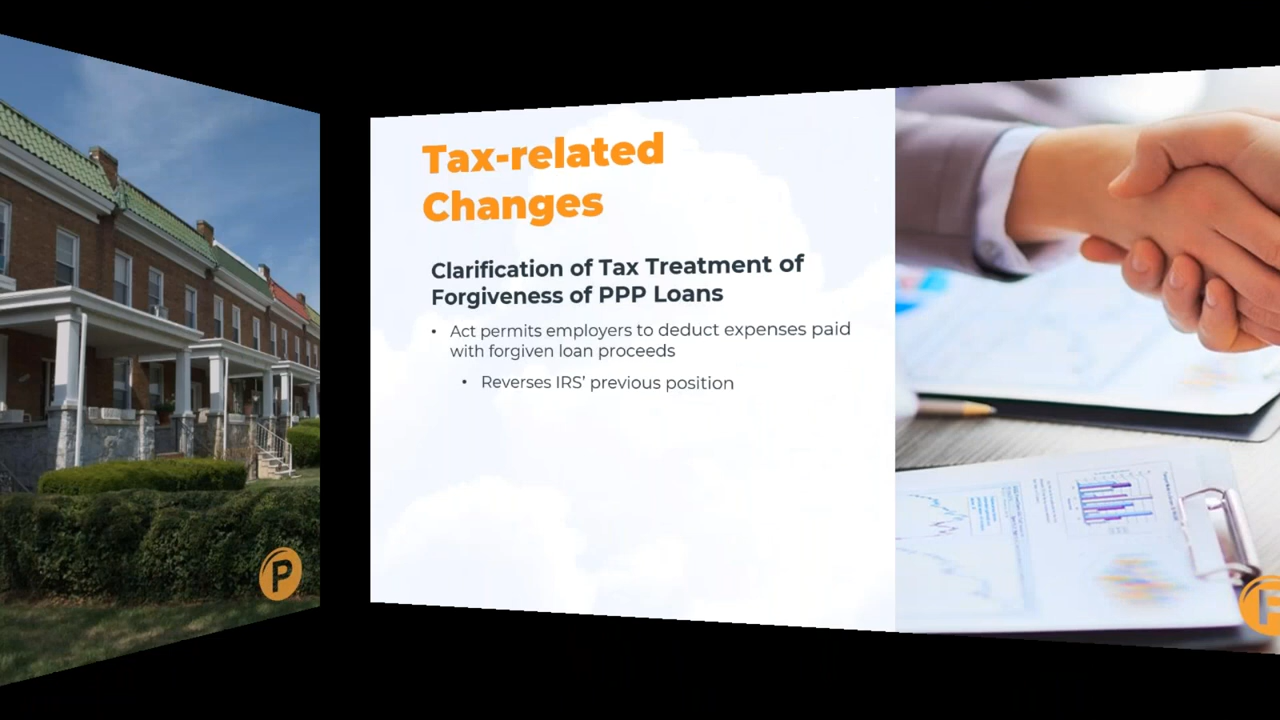 Tax-related
Changes
Clarification of Tax Treatment of
Forgiveness of PPP Loans
• Act permits employers to deduct expenses paid
with forgiven loan proceeds
• Reverses IRS' previous position
P
P